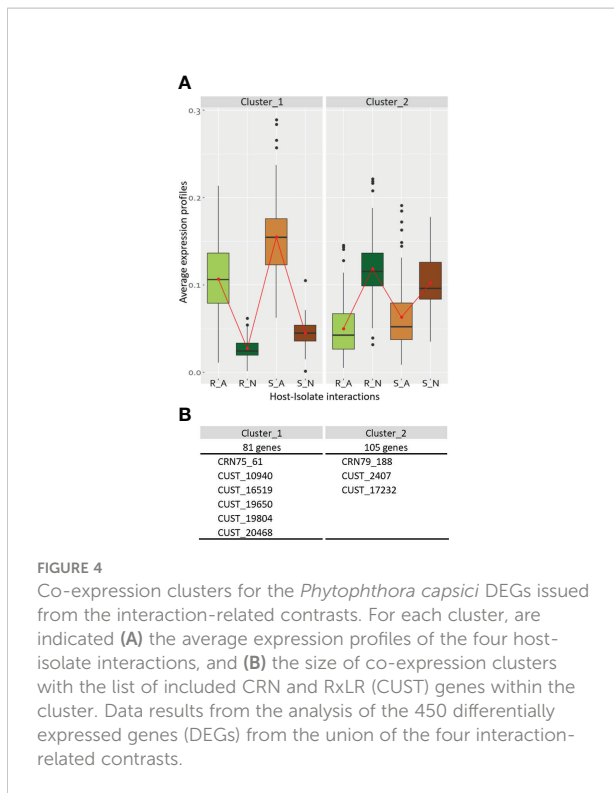 A
Cluster_1 Cluster_2
0.3
0.2
0.1
0.0
Average expression profiles
R_A R_N S_A S_N R_A R_N S_A S_N
Host-Isolate interactions
B
Cluster_1 Cluster_2
81 genes 105 genes
CRN75_61 CRN79_188
CUST_10940 CUST_2407
CUST_16519 CUST_17232
CUST_19650
CUST_19804
CUST_20468
FIGURE 4
Co-expression clusters for the Phytophthora capsici DEGs issued
from the interaction-related contrasts. For each cluster, are
indicated (A) the average expression profiles of the four host-
isolate interactions, and (B) the size of co-expression clusters
with the list of included CRN and RxLR (CUST) genes within the
cluster. Data results from the analysis of the 450 differentially
expressed genes (DEGs) from the union of the four interaction-
related contrasts.